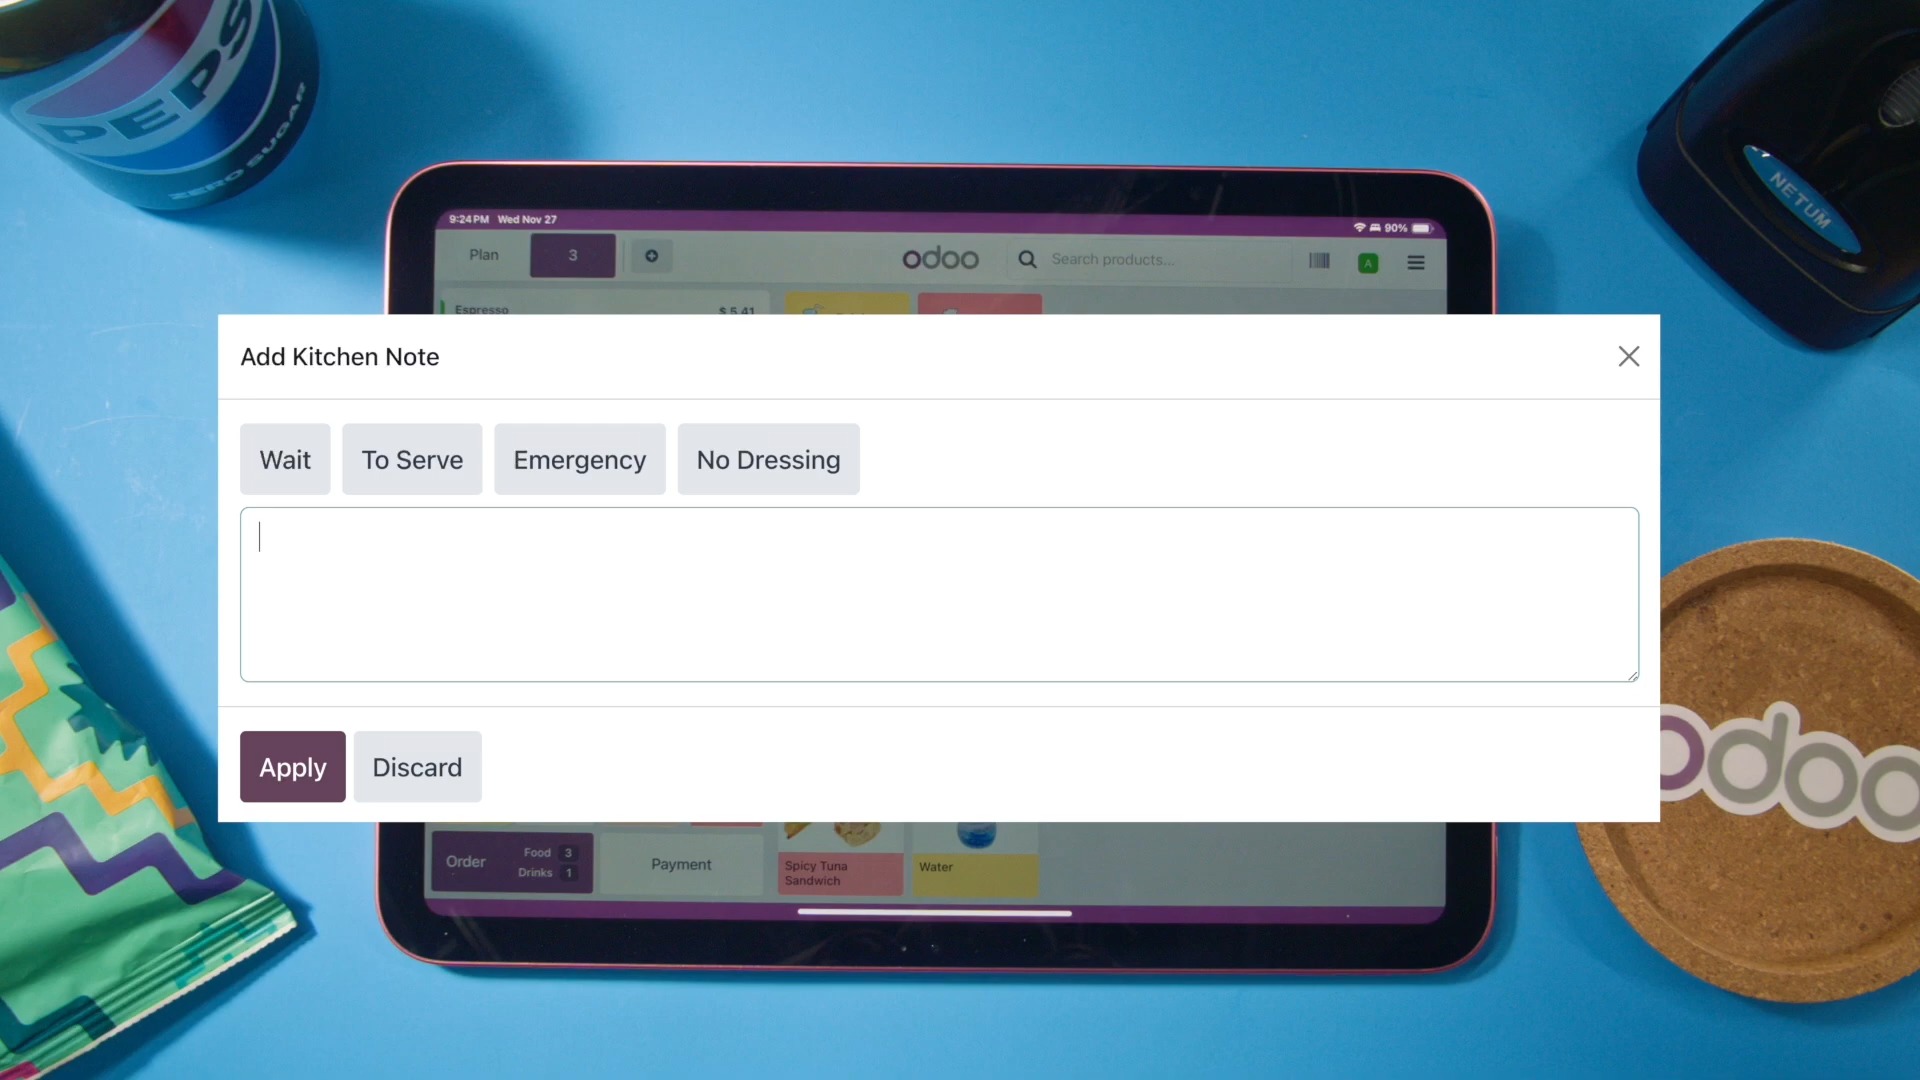 PEPSI
ZERO SUGAR
NETUM
9:24 PM Wed Nov 27
90%
Plan
3
odoo
Search products...
A
Espresso
$ 5.41
Add Kitchen Note
Wait
To Serve
Emergency
No Dressing
Apply
Discard
odoo
Order
Food 3
Drinks 1
Payment
Spicy Tuna
Sandwich
Water